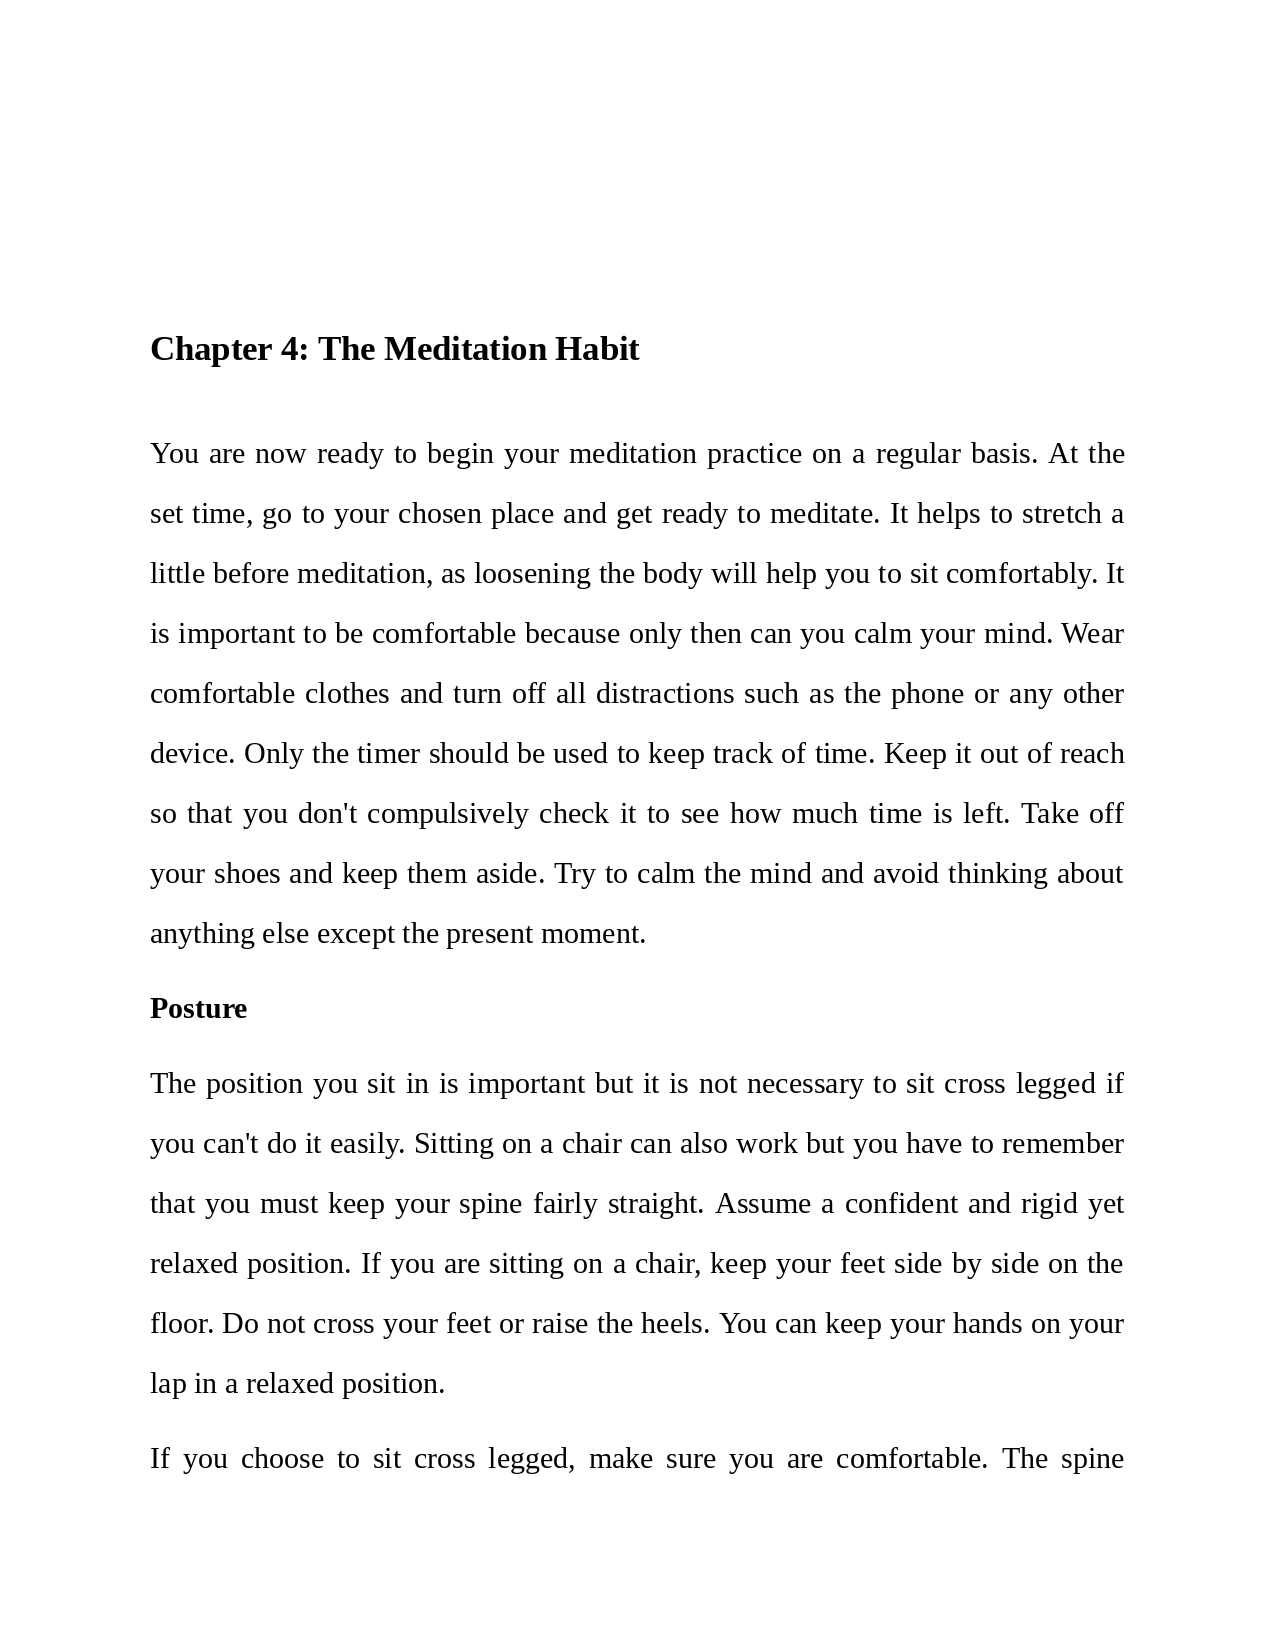 Chapter 4: The Meditation Habit
You are now ready to begin your meditation practice on a regular basis. At the
set time, go to your chosen place and get ready to meditate. It helps to stretch a
little before meditation, as loosening the body will help you to sit comfortably. It
is important to be comfortable because only then can you calm your mind. Wear
comfortable clothes and turn off all distractions such as the phone or any other
device. Only the timer should be used to keep track of time. Keep it out of reach
so that you don't compulsively check it to see how much time is left. Take off
your shoes and keep them aside. Try to calm the mind and avoid thinking about
anything else except the present moment.
Posture
The position you sit in is important but it is not necessary to sit cross legged if
you can't do it easily. Sitting on a chair can also work but you have to remember
that you must keep your spine fairly straight. Assume a confident and rigid yet
relaxed position. If you are sitting on a chair, keep your feet side by side on the
floor. Do not cross your feet or raise the heels. You can keep your hands on your
lap in a relaxed position.
If you choose to sit cross legged, make sure you are comfortable. The spine